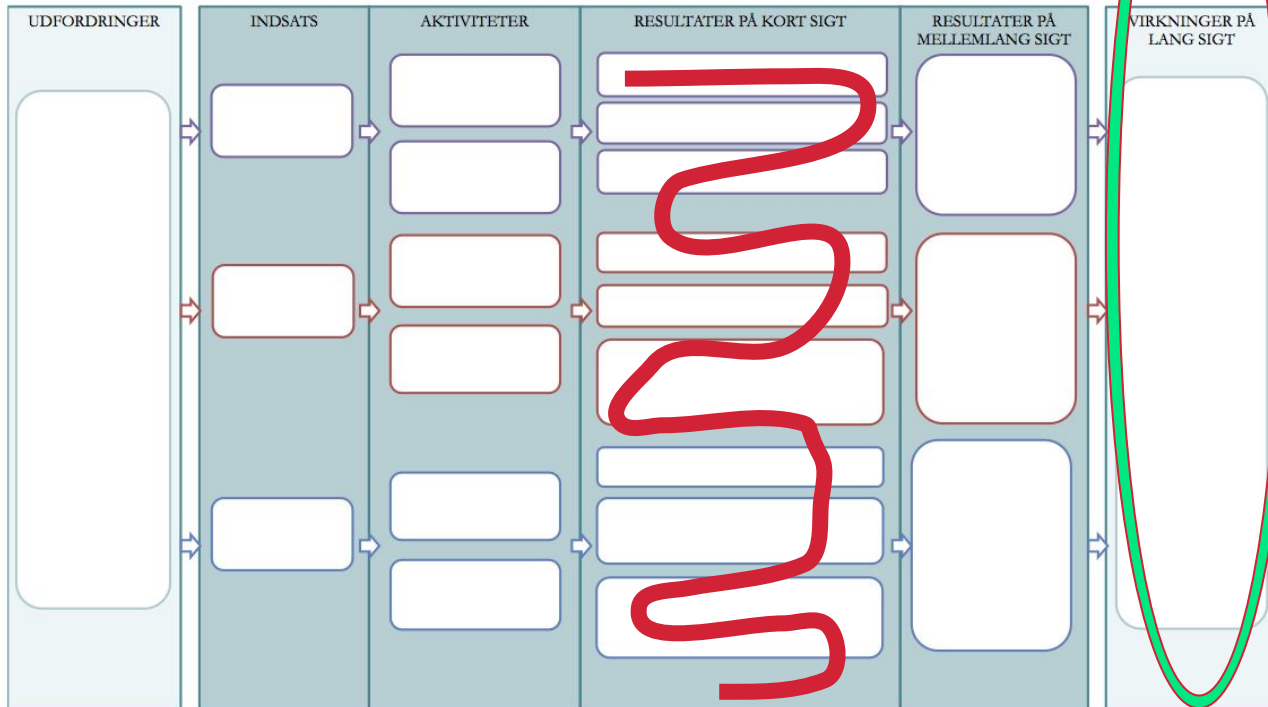 UDFORDRINGER
INDSATS
AKTIVITETER
RESULTATER PÅ KORT SIGT
RESULTATER PÅ
MELLEMLANG SIGT
VIRKNINGER PÅ
LANG SIGT